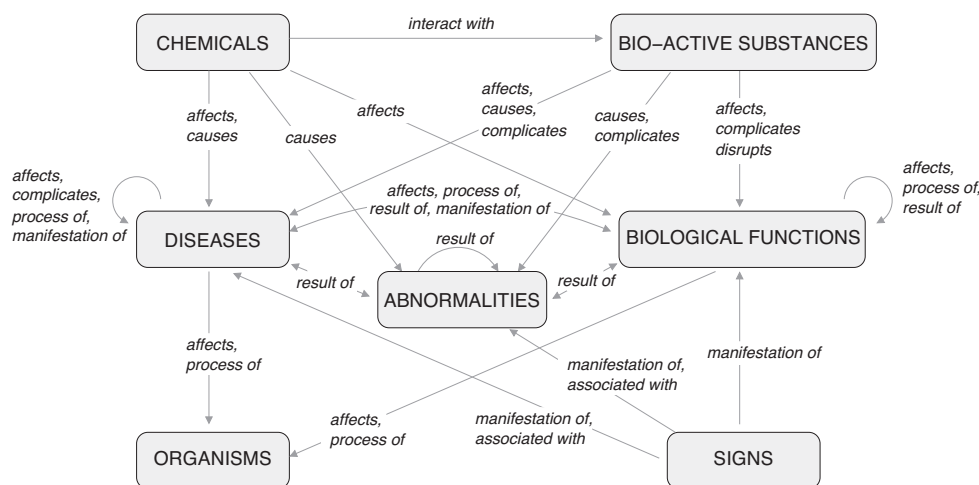 interact with
CHEMICALS
BIO–ACTIVE SUBSTANCES
affects,
causes
causes
affects
affects,
causes,
complicates
causes,
complicates
affects,
complicates
disrupts
affects,
complicates,
process of,
manifestation of
affects, process of,
result of, manifestation of
affects,
process of,
result of
DISEASES
result of
BIOLOGICAL FUNCTIONS
result of
ABNORMALITIES
result of
affects,
process of
manifestation of,
associated with
manifestation of
affects,
process of
manifestation of,
associated with
ORGANISMS
SIGNS